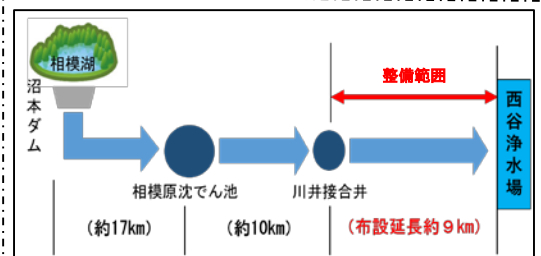 相模湖
沼本ダム
整備範囲
西谷浄水場
相模原沈でん池
川井接合井
(約17km)
(約10km)
(布設延長約9km)